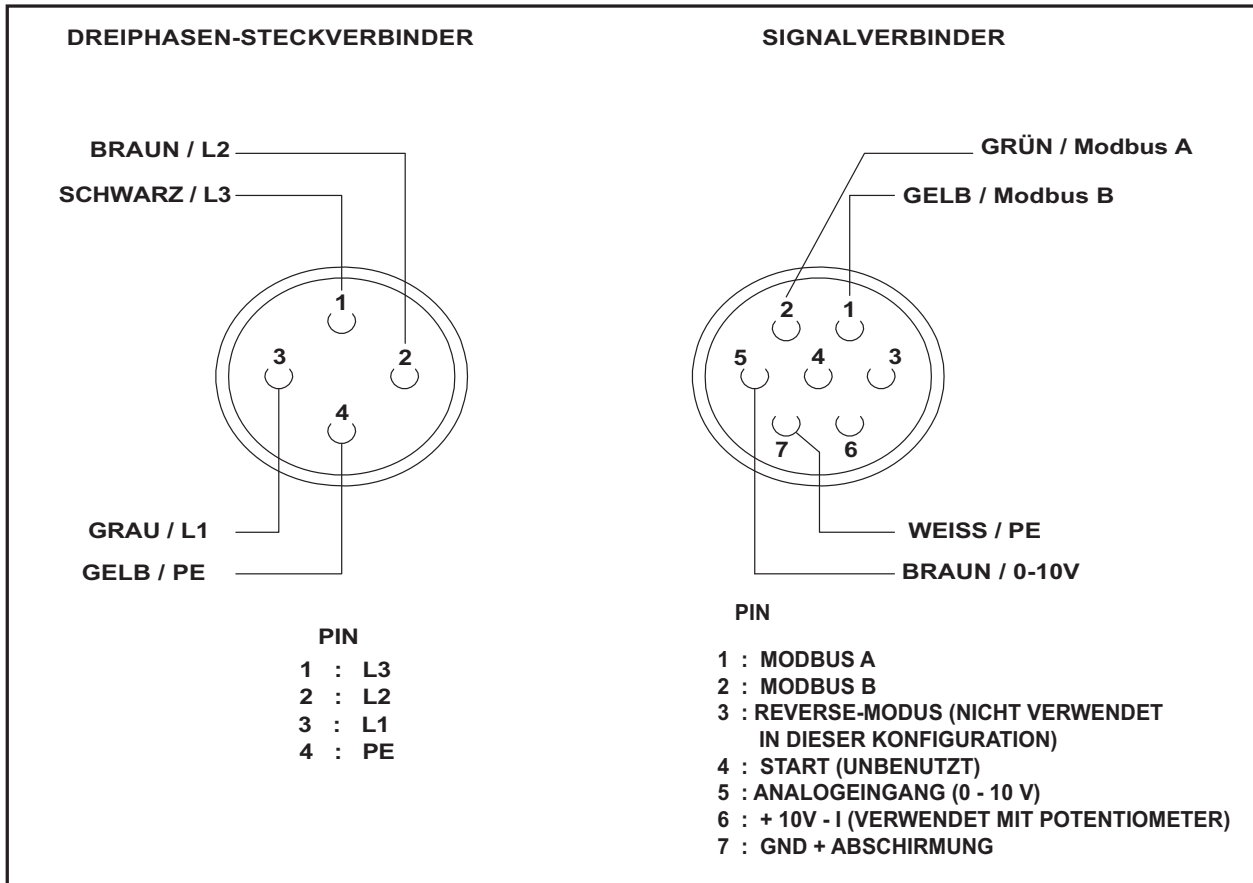 DREIPHASEN-STECKVERBINDER
BRAUN / L2
SCHWARZ / L3
1
3
2
4
GRAU / L1
GELB / PE
PIN
1 : L3
2 : L2
3 : L1
4 : PE
SIGNALVERBINDER
GRÜN / Modbus A
GELB / Modbus B
2
1
5
4
3
7
6
WEISS / PE
BRAUN / 0-10V
PIN
1 : MODBUS A
2 : MODBUS B
3 : REVERSE-MODUS (NICHT VERWENDET
IN DIESER KONFIGURATION)
4 : START (UNBENUTZT)
5 : ANALOGEINGANG (0 - 10 V)
6 : + 10V - I (VERWENDET MIT POTENTIOMETER)
7 : GND + ABSCHIRMUNG